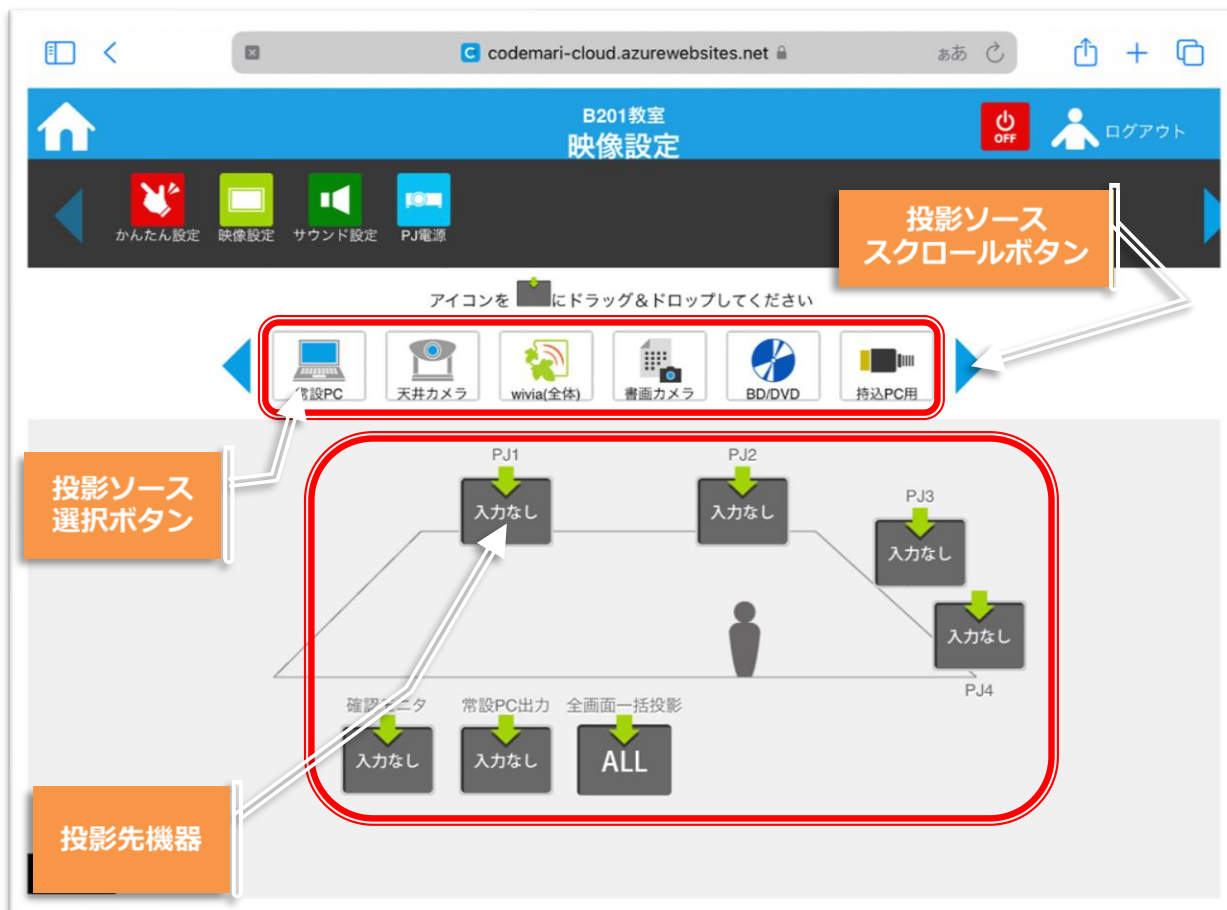 codemari-cloud.azurewebsites.net
ぁあ
B201教室
映像設定
OFF
ログアウト
かんたん設定
映像設定
サウンド設定
PJ電源
投影ソース
スクロールボタン
アイコンを
にドラッグ&ドロップしてください
常設PC
天井カメラ
wivia(全体)
書画カメラ
BD/DVD
持込PC用
投影ソース
選択ボタン
PJ1
入力なし
PJ2
入力なし
PJ3
入力なし
入力なし
PJ4
確認モニタ
入力なし
常設PC出力
入力なし
全画面一括投影
ALL
投影先機器